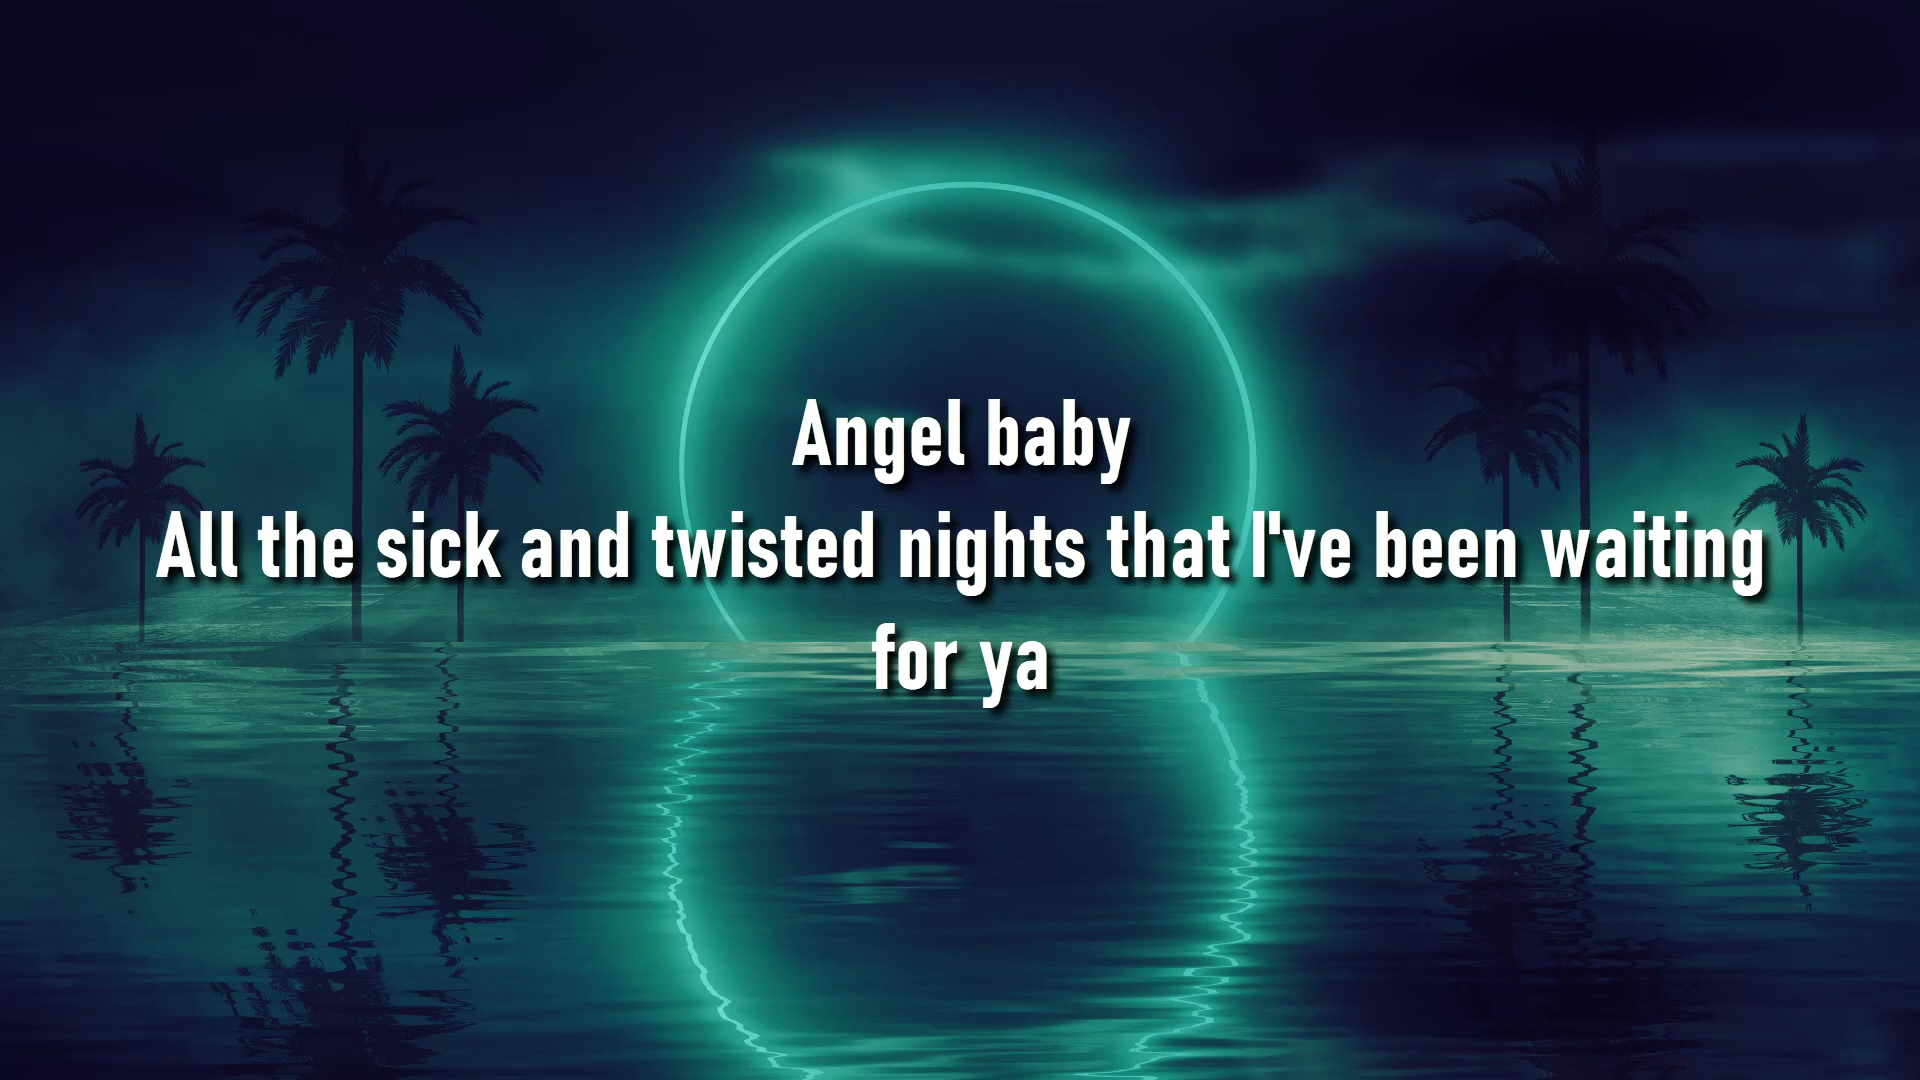 Angel baby
All the sick and twisted nights that I've been waiting
for ya